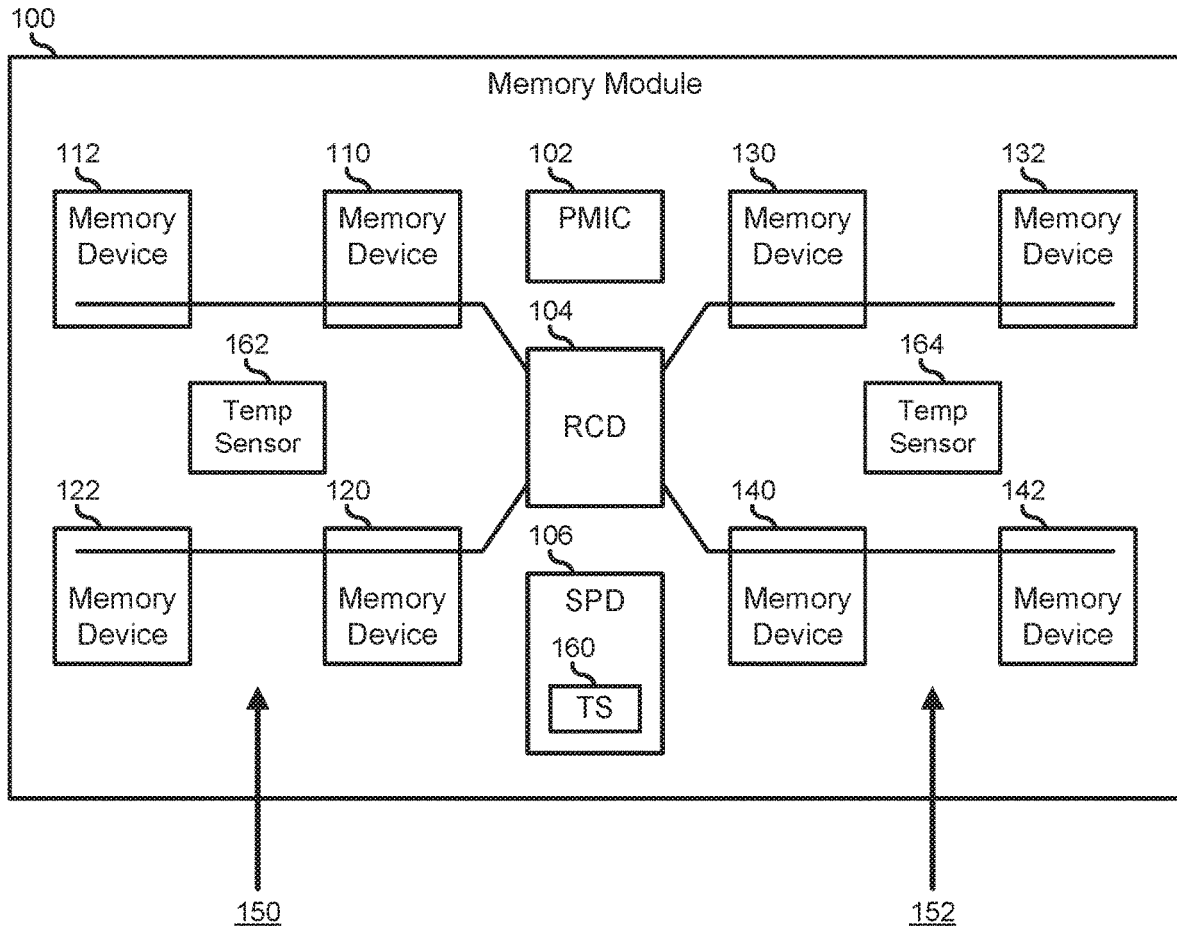 100
Memory Module
112 110 102 130 132
Memory Device
Memory Device
PMIC
Memory Device
Memory Device
104
162 164
Temp Sensor
RCD
Temp Sensor
122 120 140 142
106
Memory Device
Memory Device
SPD
Memory Device
Memory Device
160
TS
150 152